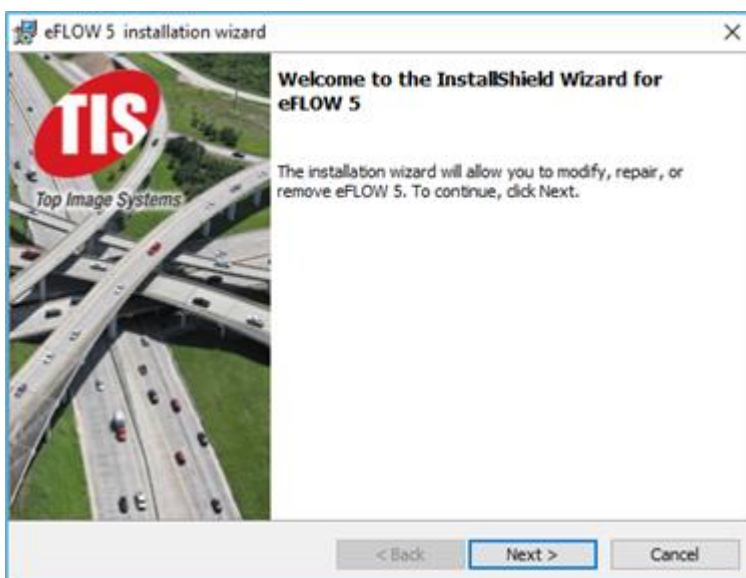 eFLOW 5 installation wizard
TIS
Top Image Systems
Welcome to the InstallShield Wizard for
eFLOW 5
The installation wizard will allow you to modify, repair, or
remove eFLOW 5. To continue, click Next.
< Back
Next >
Cancel